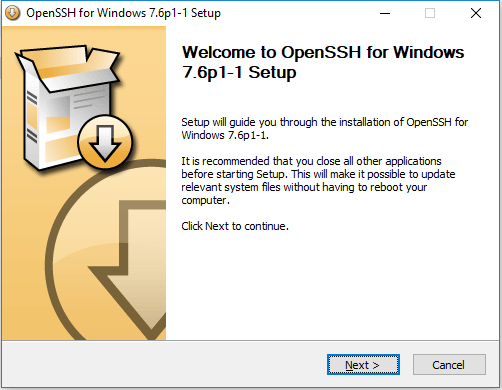 OpenSSH for Windows 7.6p1-1 Setup
Welcome to OpenSSH for Windows
7.6p1-1 Setup
Setup will guide you through the installation of OpenSSH for
Windows 7.6p1-1.
It is recommended that you close all other applications
before starting Setup. This will make it possible to update
relevant system files without having to reboot your
computer.
Click Next to continue.
Next >
Cancel